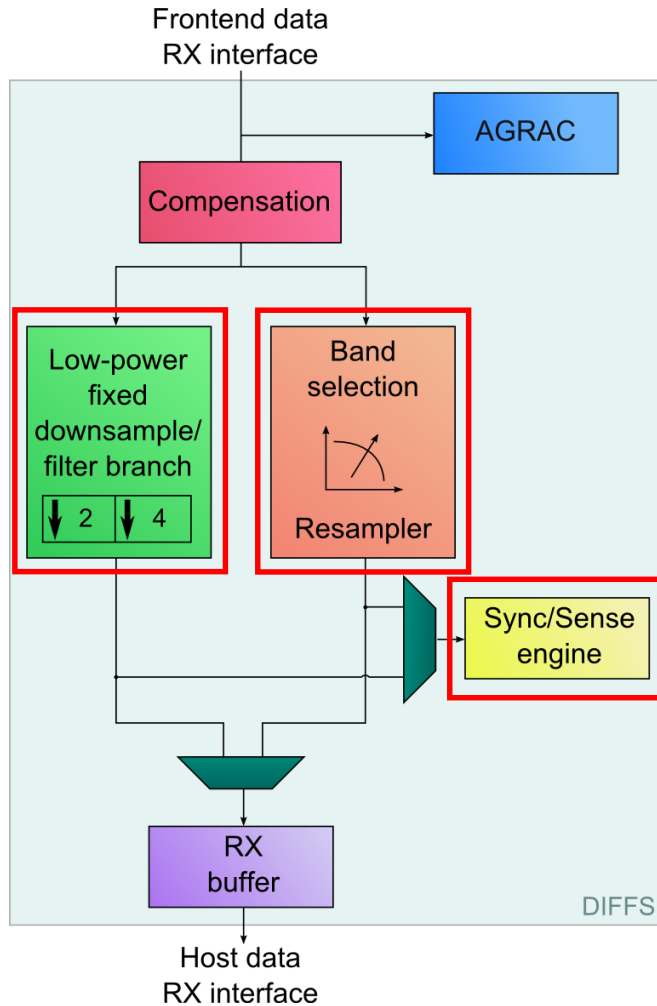 Frontend data
RX interface
AGRAC
Compensation
Low-power
fixed
downsample/
filter branch
2 4
Band
selection
Resampler
Sync/Sense
engine
RX
buffer
DIFFS
Host data
RX interface